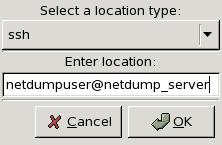 Select a location type:
ssh
Enter location:
netdumpuser@netdump_server
Cancel
OK